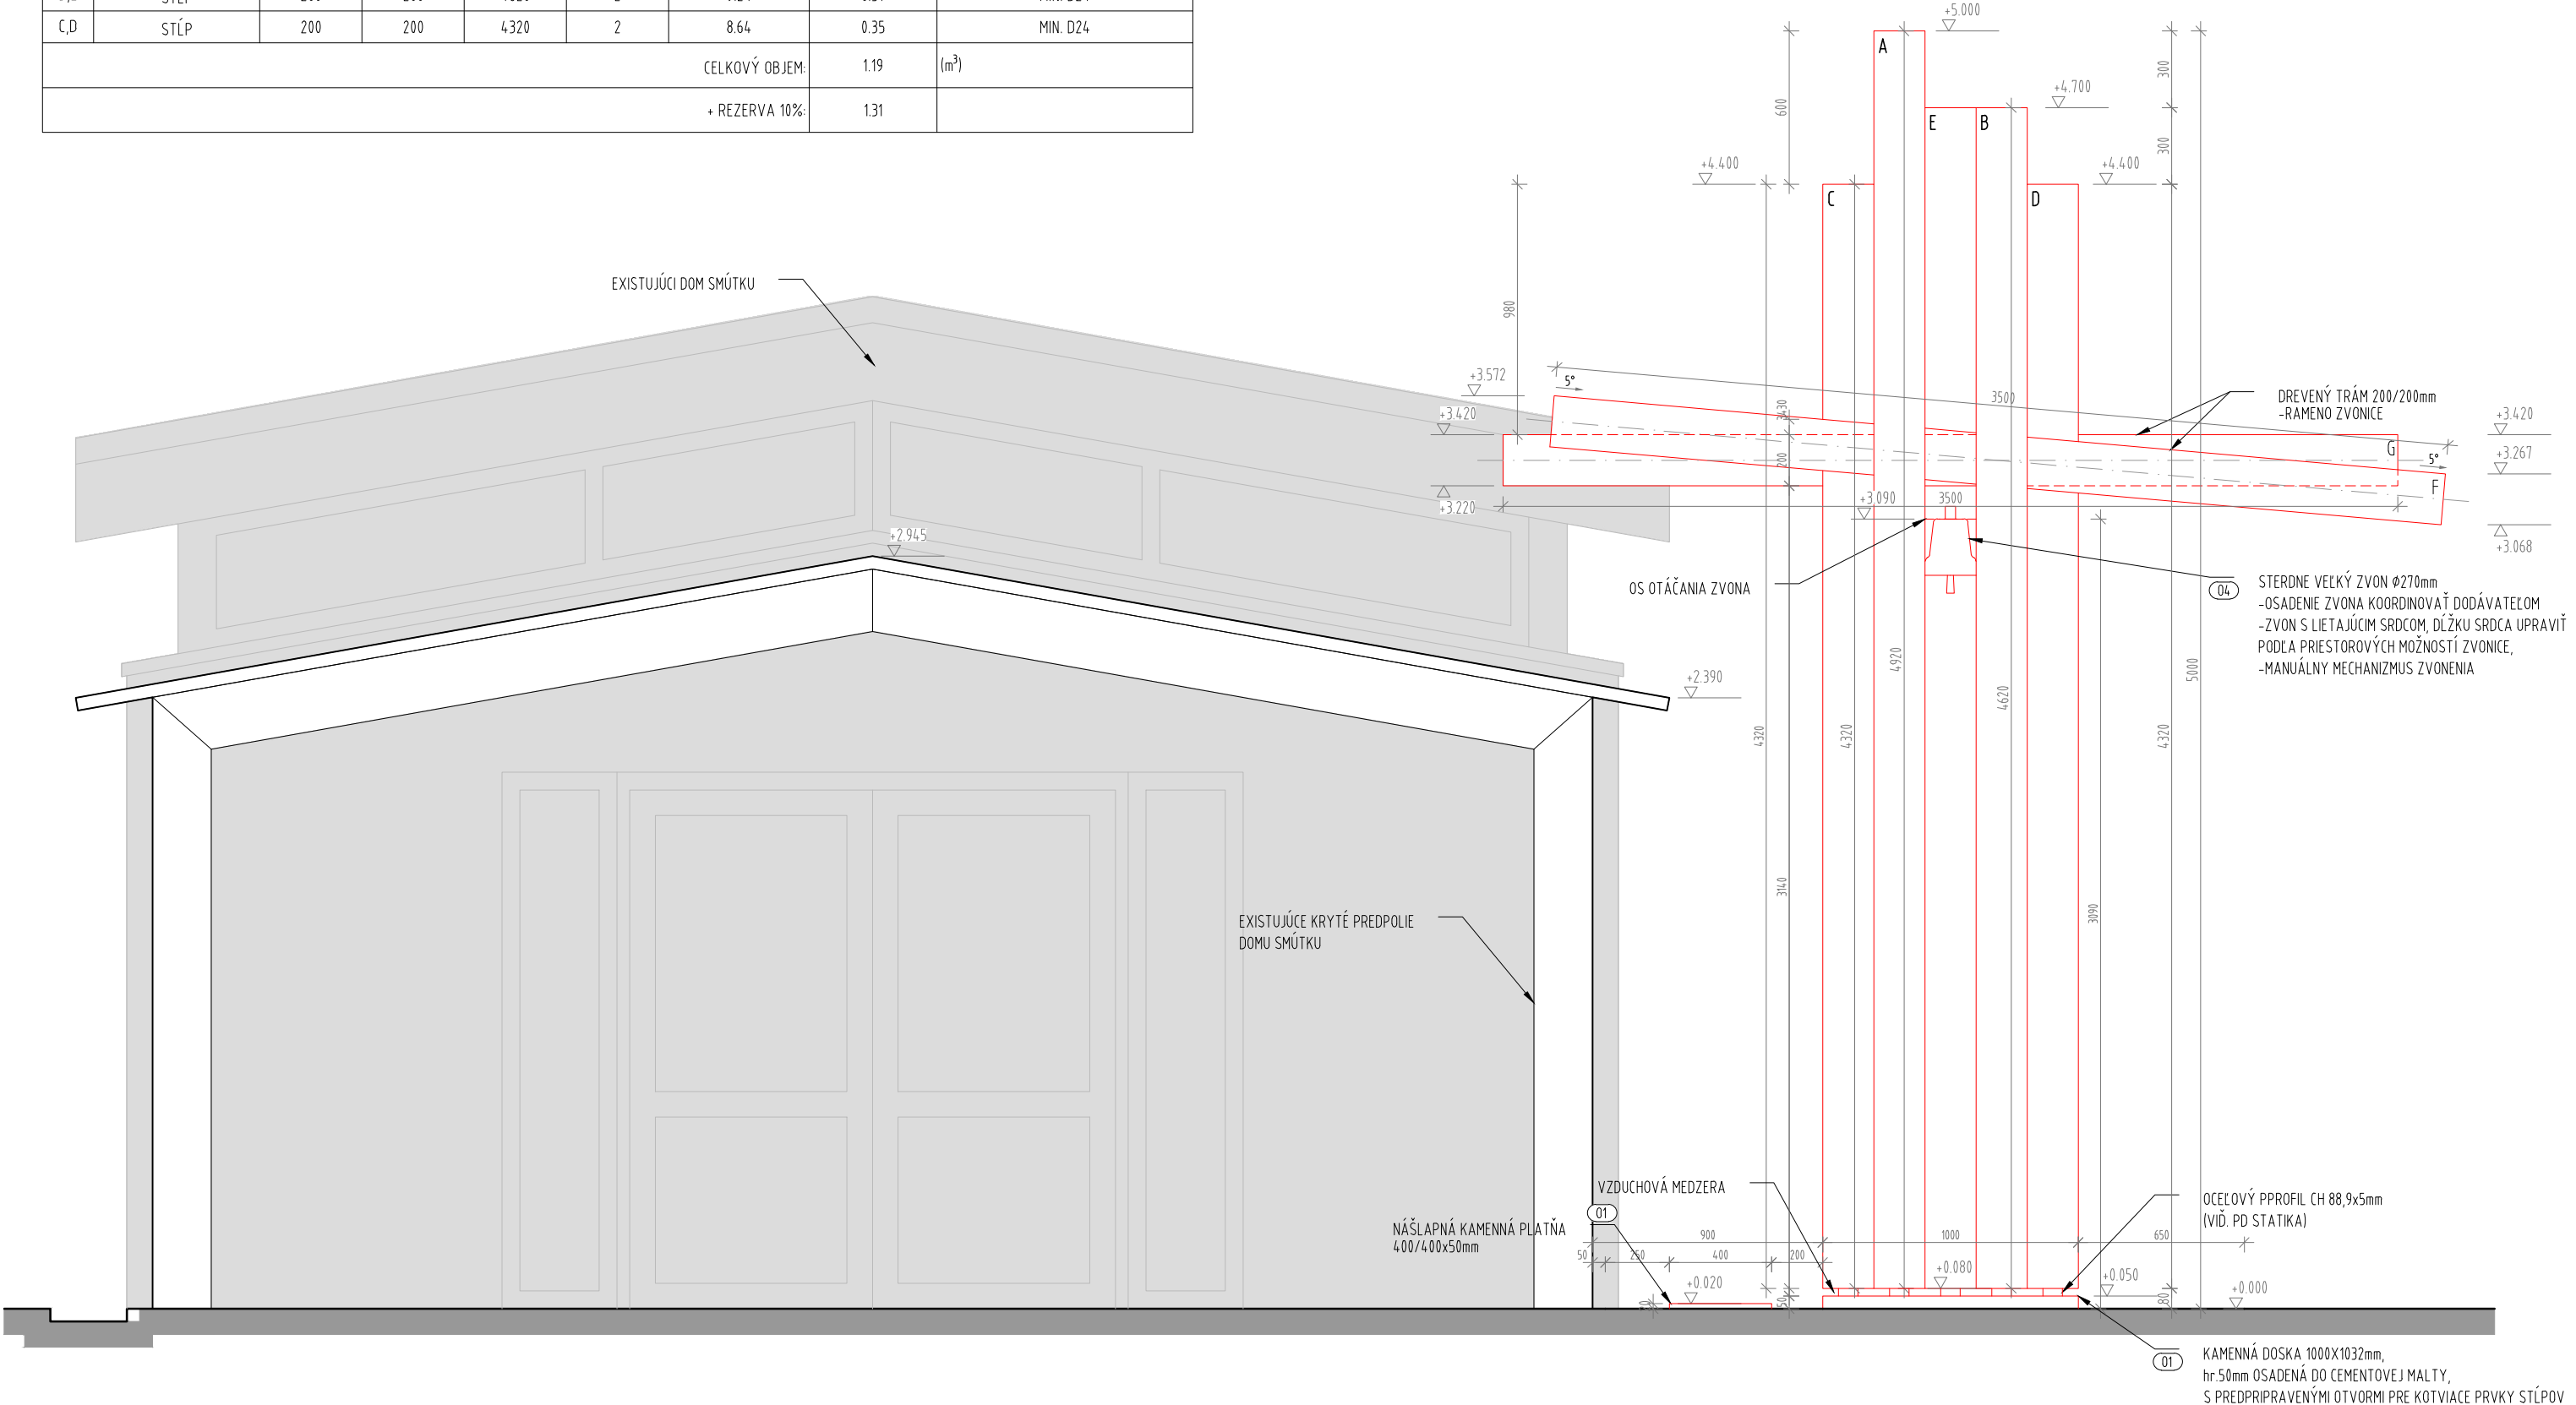 C,D STĹP 200 200 4320 2 8.64 0.35 MIN. D24
CELKOVÝ OBJEM: 1.19 (m³)
+ REZERVA 10%: 1.31
+5.000
A
300
+4.700
600
E
B
300
+4.400
+4.400
C
D
EXISTUJÚCI DOM SMÚTKU
980
+3.572
5°
3500
DREVENÝ TRÁM 200/200mm
-RAMENO ZVONICE
+3.420
3430
+3.420
G
200
5°
+3.267
F
+3.220
+3.090
3500
+3.068
+2.945
OS OTÁČANIA ZVONA
04
STERDNE VEĽKÝ ZVON Ø270mm
-OSADENIE ZVONA KOORDINOVAŤ DODÁVATEĽOM
-ZVON S LIETAJÚCIM SRDCOM, DĹŽKU SRDCA UPRAVIŤ
PODĽA PRIESTOROVÝCH MOŽNOSTÍ ZVONICE,
-MANUÁLNY MECHANIZMUS ZVONENIA
+2.390
4920
5000
4620
4320
4320
4320
3140
3090
EXISTUJÚCE KRYTÉ PREDPOLIE
DOMU SMÚTKU
VZDUCHOVÁ MEDZERA
OCEĽOVÝ PPROFIL CH 88,9x5mm
(VIĎ. PD STATIKA)
01
NÁŠLAPNÁ KAMENNÁ PLATŇA
400/400x50mm
900
1000
650
50
250
400
200
+0.020
+0.080
+0.050
+0.000
80
01
KAMENNÁ DOSKA 1000X1032mm,
hr.50mm OSADENÁ DO CEMENTOVEJ MALTY,
S PREDPRIPRAVENÝMI OTVORMI PRE KOTVIACE PRVKY STĹPOV